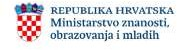 REPUBLIKA HRVATSKA
Ministarstvo znanosti,
obrazovanja i mladih